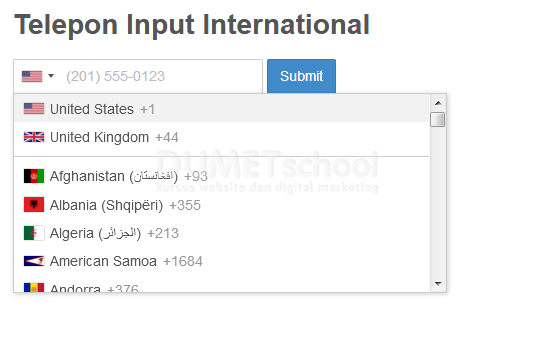 Telepon Input International
(201) 555-0123 Submit
United States +1
United Kingdom +44
DUMETschool
Afghanistan (‫افغانستان‬‎) +93
kursus website dan digital marketing
Albania (Shqipëri) +355
Algeria (‫الجزائر‬‎) +213
American Samoa +1684
Andorra +376